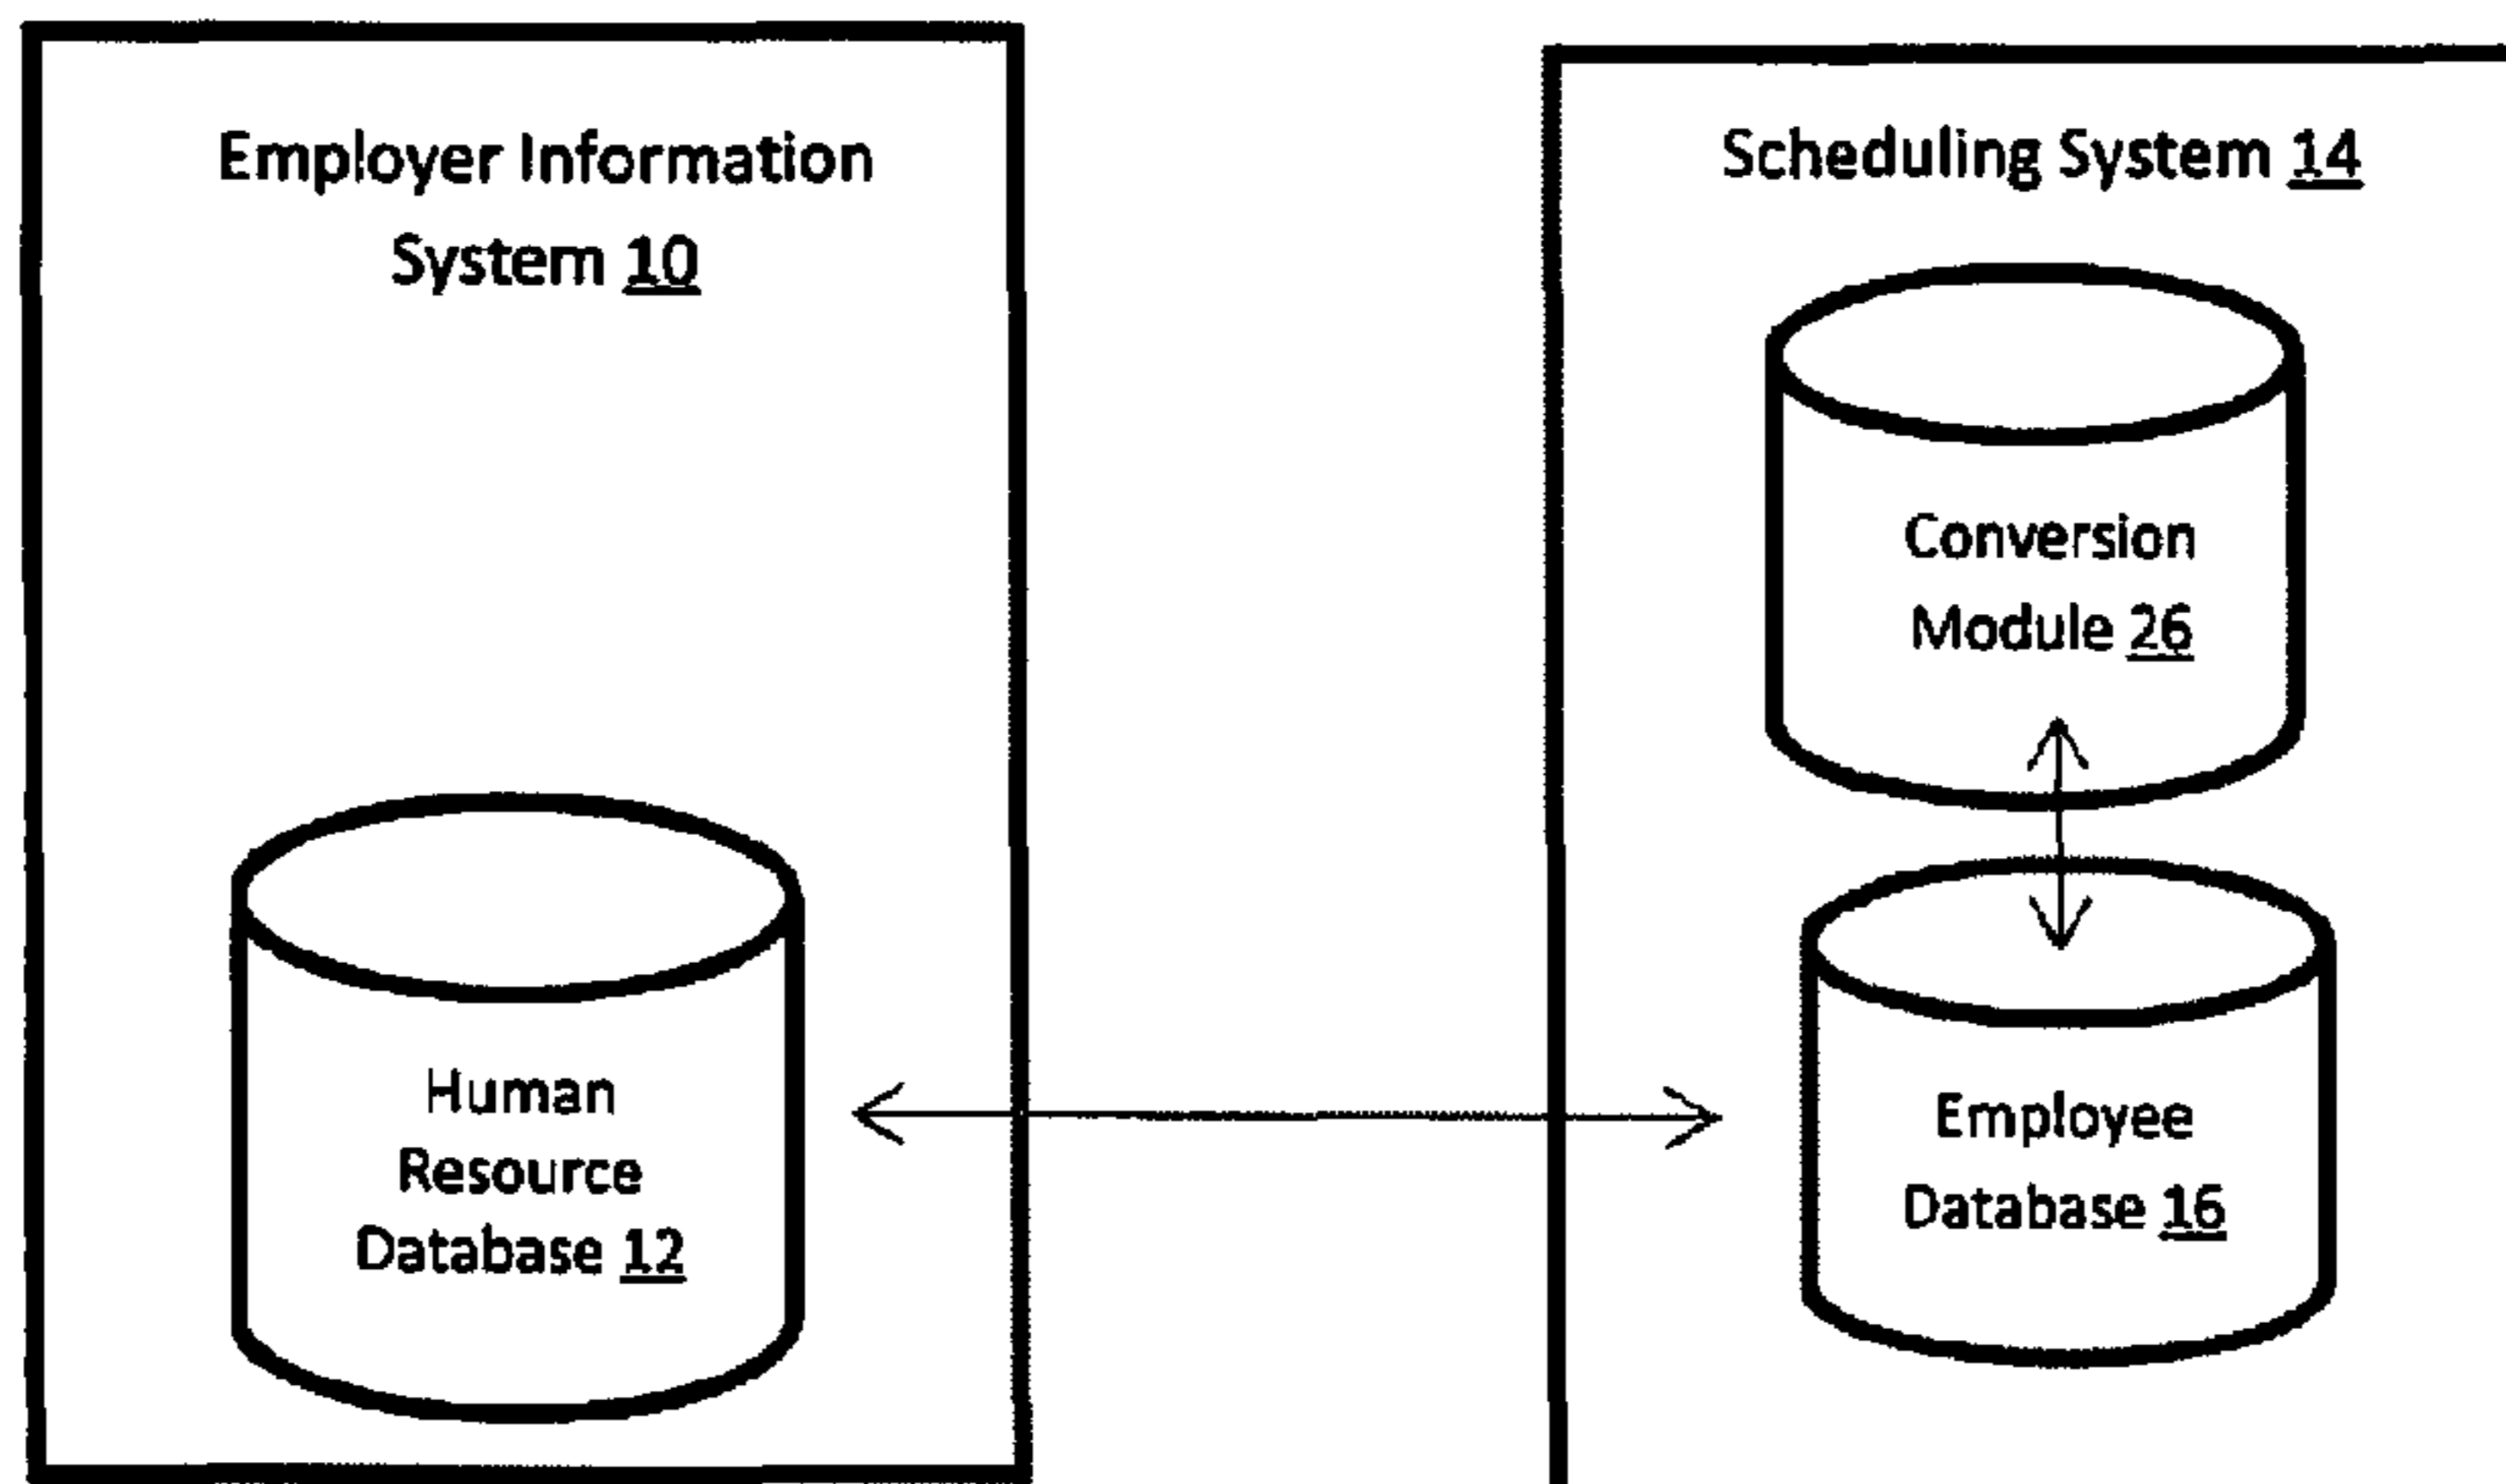 Employer Information
System 10
Human
Resource
Database 12
Scheduling System 14
Conversion
Module 26
Employee
Database 16